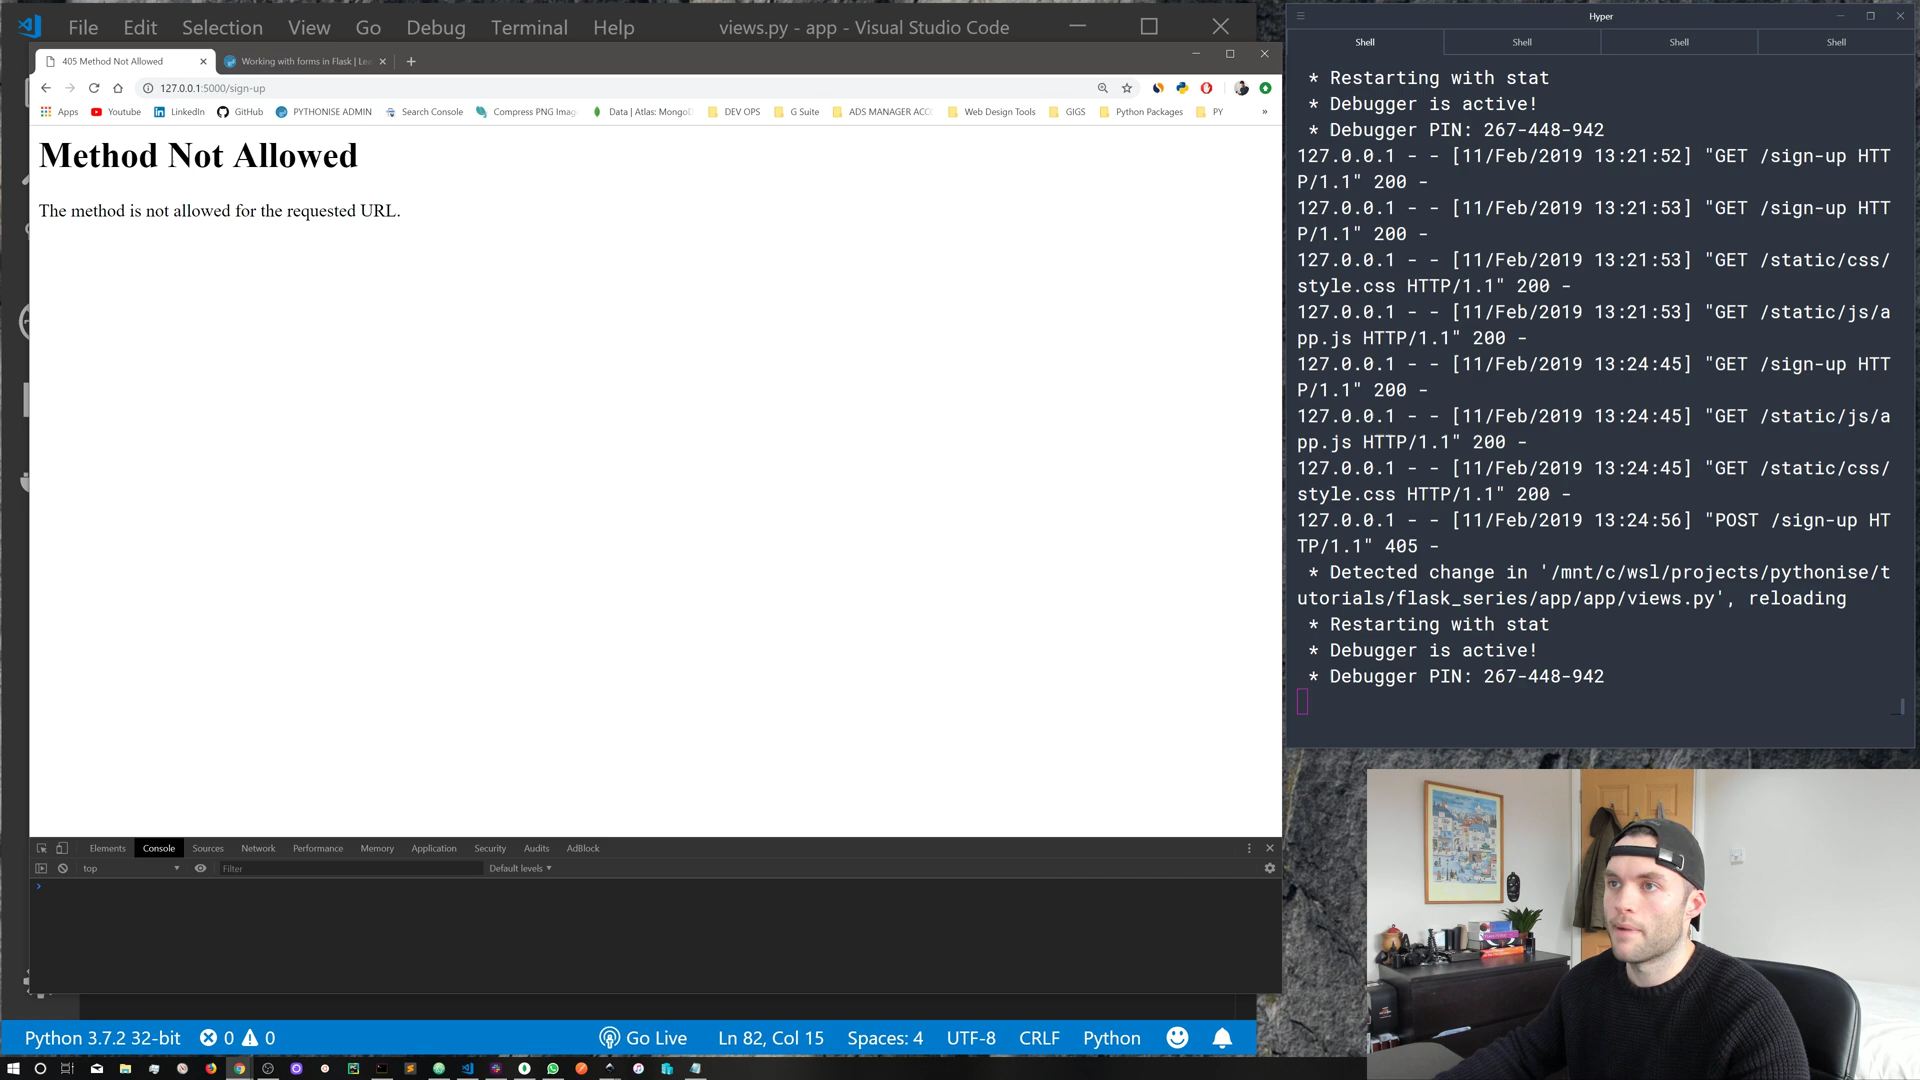 File Edit Selection View Go Debug Terminal Help
views.py - app - Visual Studio Code
405 Method Not Allowed
Working with forms in Flask | Lea
127.0.0.1:5000/sign-up
Apps Youtube LinkedIn GitHub PYTHONISE ADMIN Search Console Compress PNG Imag Data | Atlas: MongoD DEV OPS G Suite ADS MANAGER ACC Web Design Tools GIGS Python Packages PY »
Method Not Allowed
The method is not allowed for the requested URL.
Elements Console Sources Network Performance Memory Application Security Audits AdBlock
top Filter Default levels
Python 3.7.2 32-bit 0 0 Go Live Ln 82, Col 15 Spaces: 4 UTF-8 CRLF Python
Hyper
Shell Shell Shell Shell
* Restarting with stat
* Debugger is active!
* Debugger PIN: 267-448-942
127.0.0.1 - - [11/Feb/2019 13:21:52] "GET /sign-up HTT
P/1.1" 200 -
127.0.0.1 - - [11/Feb/2019 13:21:53] "GET /sign-up HTT
P/1.1" 200 -
127.0.0.1 - - [11/Feb/2019 13:21:53] "GET /static/css/
style.css HTTP/1.1" 200 -
127.0.0.1 - - [11/Feb/2019 13:21:53] "GET /static/js/a
pp.js HTTP/1.1" 200 -
127.0.0.1 - - [11/Feb/2019 13:24:45] "GET /sign-up HTT
P/1.1" 200 -
127.0.0.1 - - [11/Feb/2019 13:24:45] "GET /static/js/a
pp.js HTTP/1.1" 200 -
127.0.0.1 - - [11/Feb/2019 13:24:45] "GET /static/css/
style.css HTTP/1.1" 200 -
127.0.0.1 - - [11/Feb/2019 13:24:56] "POST /sign-up HT
TP/1.1" 405 -
* Detected change in '/mnt/c/wsl/projects/pythonise/t
utorials/flask_series/app/app/views.py', reloading
* Restarting with stat
* Debugger is active!
* Debugger PIN: 267-448-942